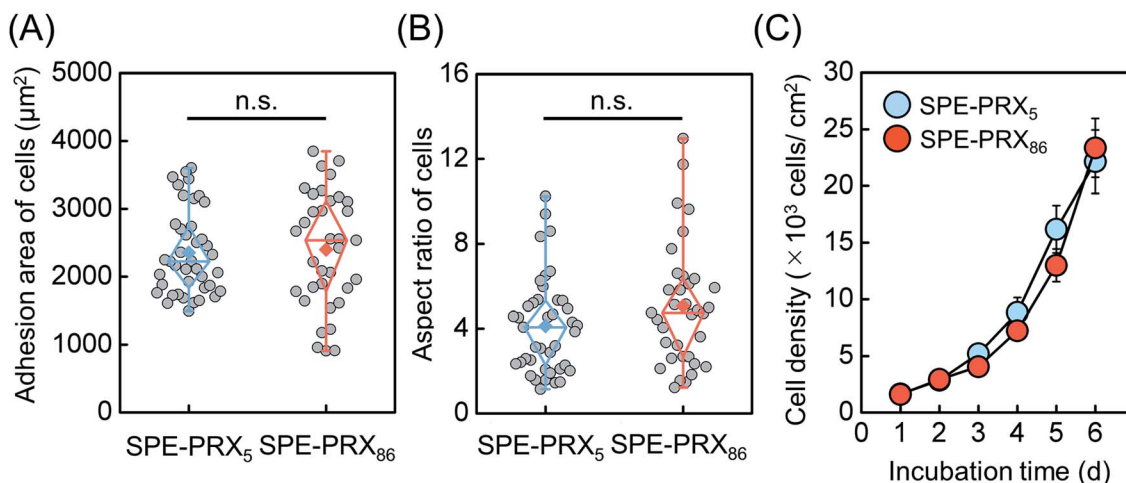 (A)
Adhesion area of cells (μm²)
5000
4000
3000
2000
1000
0
n.s.
SPE-PRX₅
SPE-PRX₈₆
(B)
Aspect ratio of cells
16
12
8
4
0
n.s.
SPE-PRX₅
SPE-PRX₈₆
(C)
Cell density (×10³ cells/ cm²)
30
25
20
15
10
5
0
SPE-PRX₅
SPE-PRX₈₆
0 1 2 3 4 5 6
Incubation time (d)